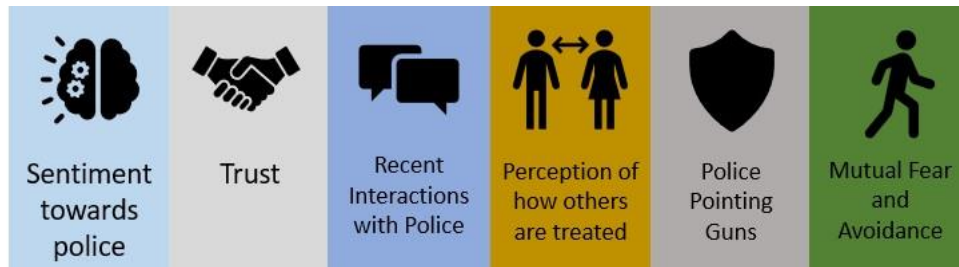 Sentiment
towards
police
Trust
Recent
Interactions
with Police
Perception of
how others
are treated
Police
Pointing
Guns
Mutual Fear
and
Avoidance